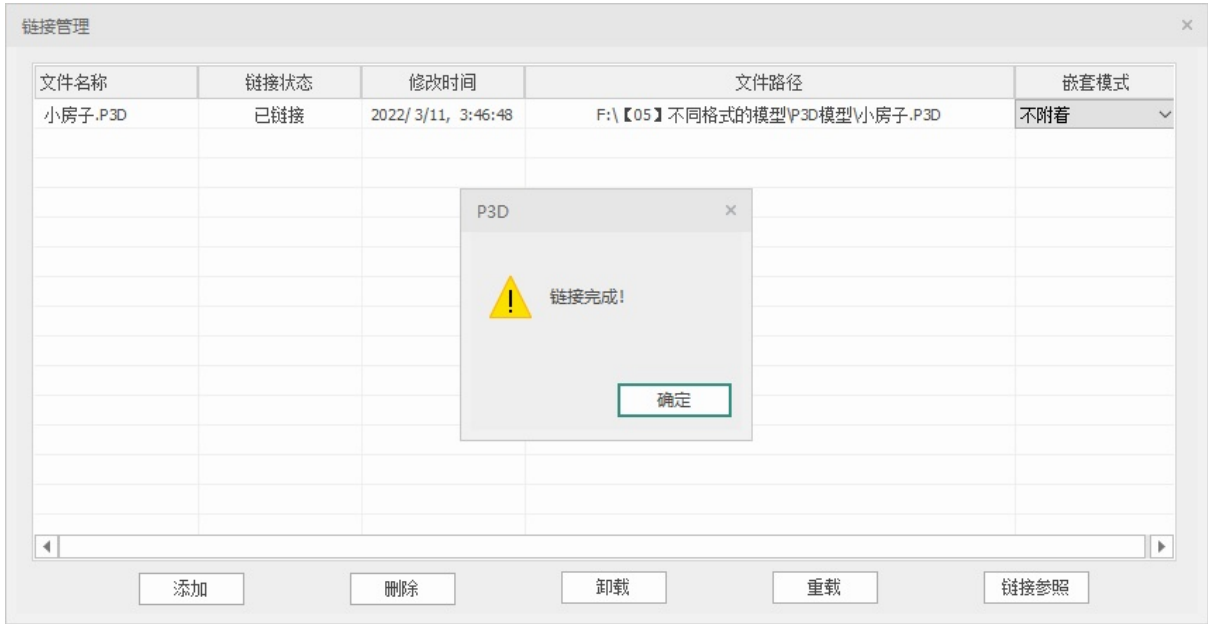 链接管理
文件名称 链接状态 修改时间 文件路径 嵌套模式
小房子.P3D 已链接 2022/ 3/11, 3:46:48 F:\【05】不同格式的模型\P3D模型\小房子.P3D 不附着
P3D
链接完成!
确定
添加 删除 卸载 重载 链接参照